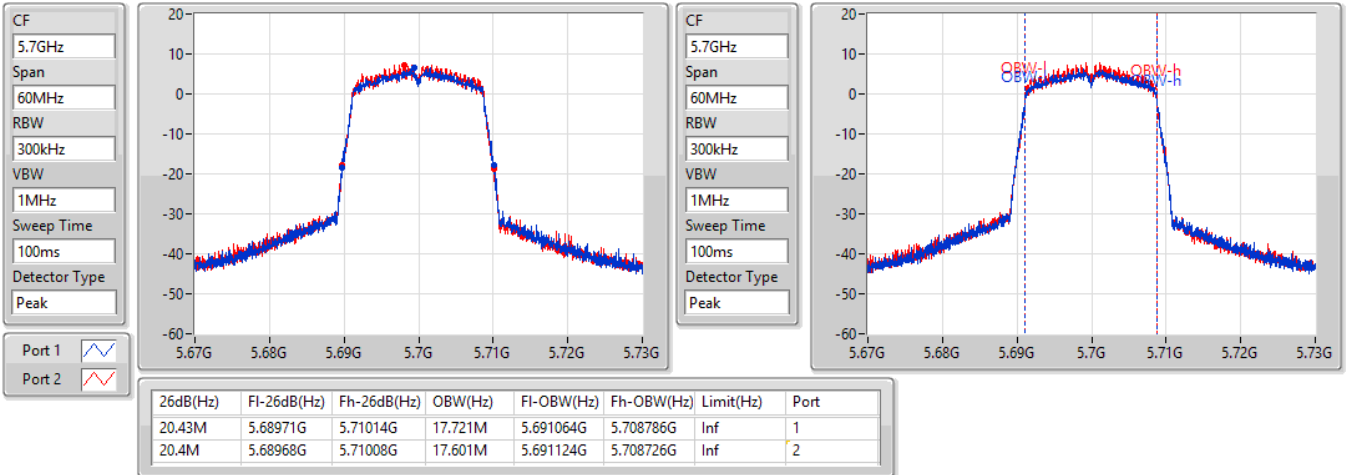 CF
5.7GHz
Span
60MHz
RBW
300kHz
VBW
1MHz
Sweep Time
100ms
Detector Type
Peak
Port 1
Port 2
20
10
0
-10
-20
-30
-40
-50
-60
5.67G 5.68G 5.69G 5.7G 5.71G 5.72G 5.73G
CF
5.7GHz
Span
60MHz
RBW
300kHz
VBW
1MHz
Sweep Time
100ms
Detector Type
Peak
20
10
0
-10
-20
-30
-40
-50
-60
OBW-l OBW-h
OBW-l OBW-h
5.67G 5.68G 5.69G 5.7G 5.71G 5.72G 5.73G
26dB(Hz) Fl-26dB(Hz) Fh-26dB(Hz) OBW(Hz) Fl-OBW(Hz) Fh-OBW(Hz) Limit(Hz) Port
20.43M 5.68971G 5.71014G 17.721M 5.691064G 5.708786G Inf 1
20.4M 5.68968G 5.71008G 17.601M 5.691124G 5.708726G Inf 2